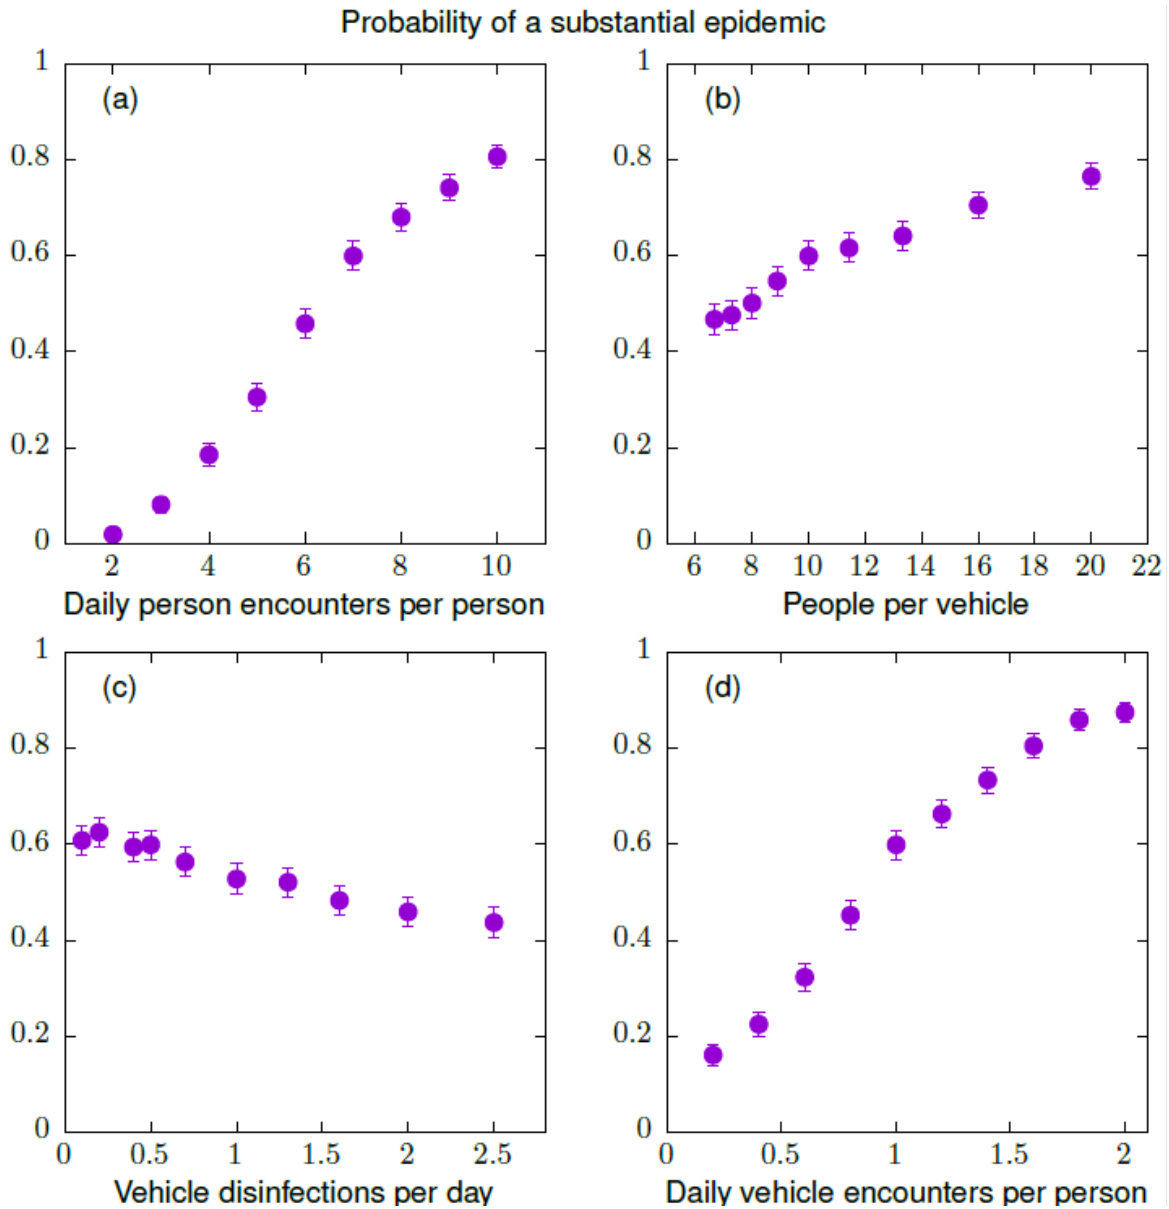 Probability of a substantial epidemic
1
(a)
0.8
0.6
0.4
0.2
0
2 4 6 8 10
Daily person encounters per person
1
(b)
0.8
0.6
0.4
0.2
0
6 8 10 12 14 16 18 20 22
People per vehicle
1
(c)
0.8
0.6
0.4
0.2
0
0 0.5 1 1.5 2 2.5
Vehicle disinfections per day
1
(d)
0.8
0.6
0.4
0.2
0
0 0.5 1 1.5 2
Daily vehicle encounters per person